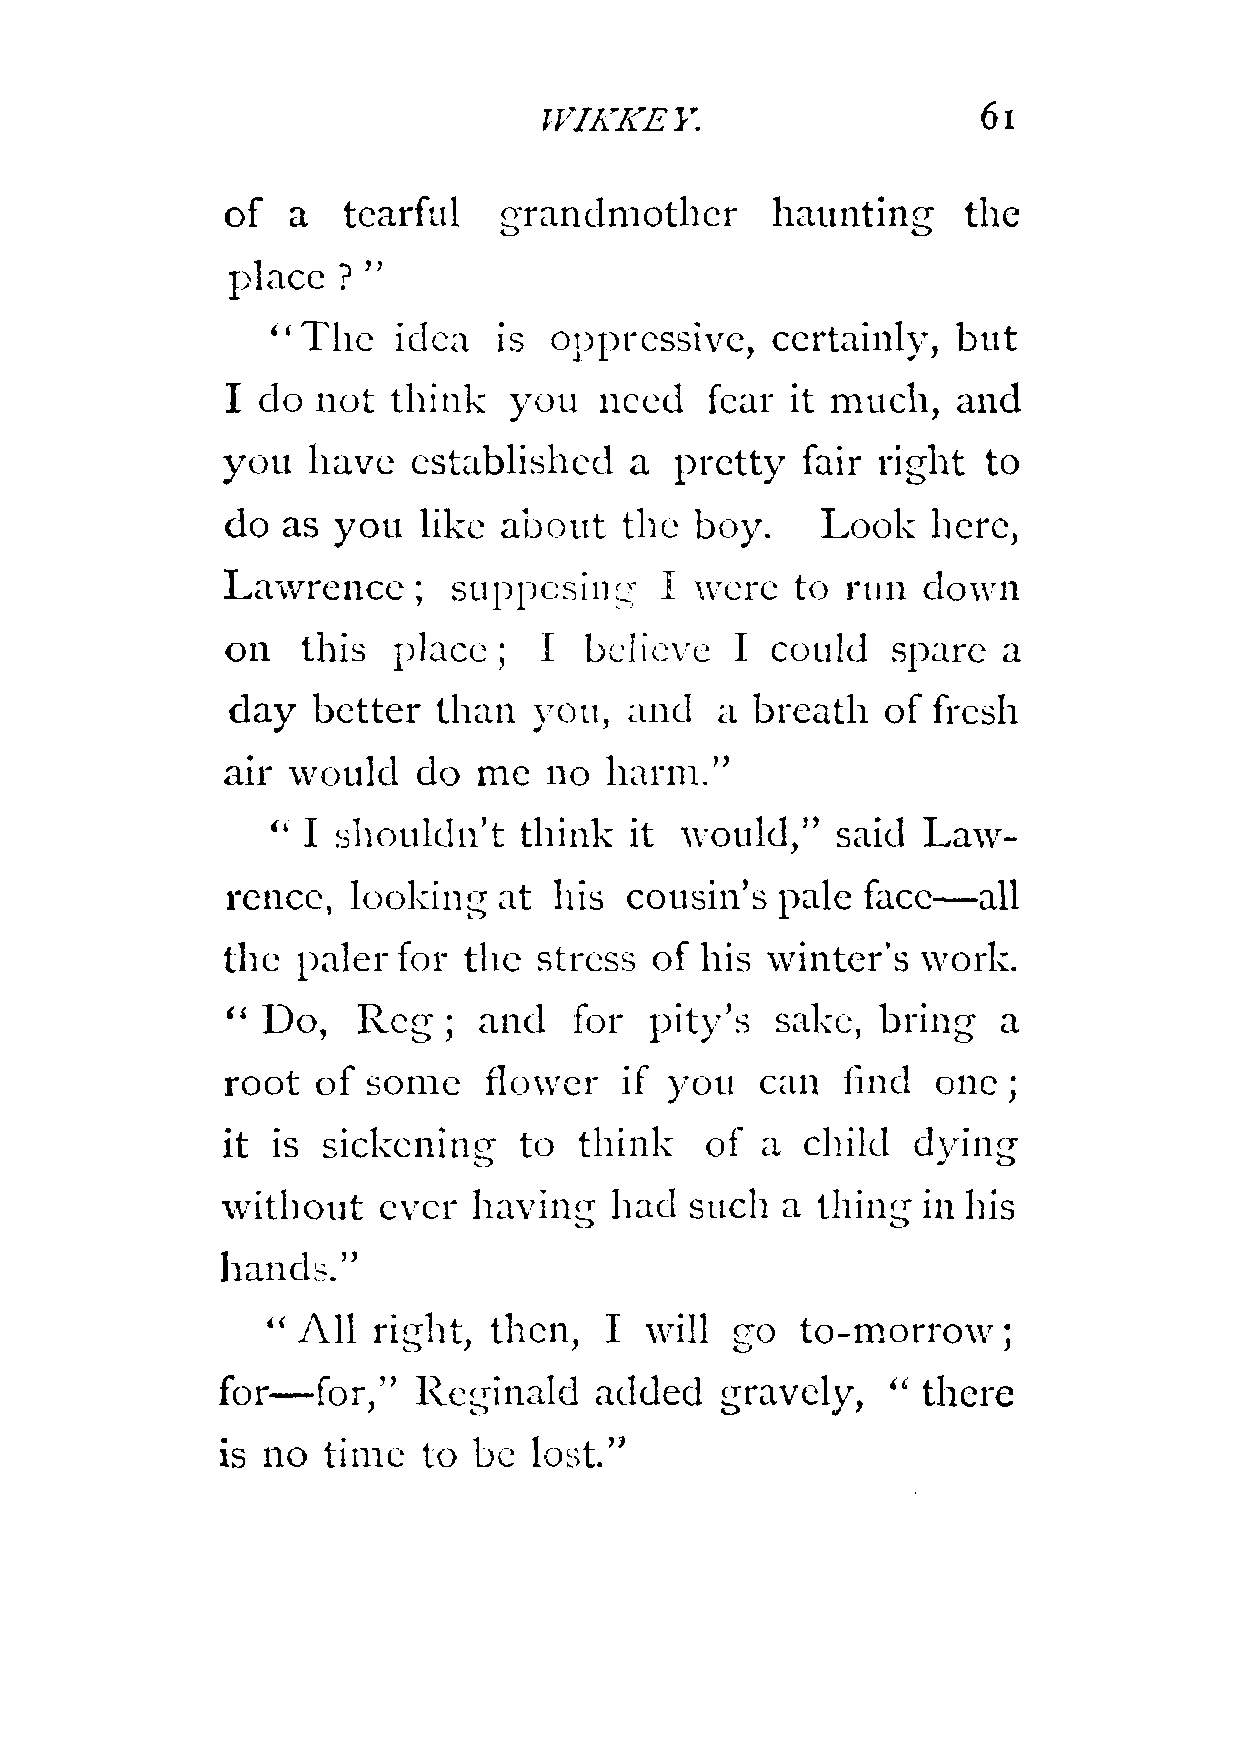 WIKKEY. 61
of a tearful grandmother haunting the
place ? ”
“ The idea is oppressive, certainly, but
I do not think you need fear it much, and
you have established a pretty fair right to
do as you like about the boy. Look here,
Lawrence ; supposing I were to run down
on this place ; I believe I could spare a
day better than you, and a breath of fresh
air would do me no harm.”
“ I shouldn’t think it would,” said Law-
rence, looking at his cousin’s pale face—all
the paler for the stress of his winter’s work.
“ Do, Reg ; and for pity’s sake, bring a
root of some flower if you can find one ;
it is sickening to think of a child dying
without ever having had such a thing in his
hands.”
“ All right, then, I will go to-morrow ;
for—for,” Reginald added gravely, “ there
is no time to be lost.”